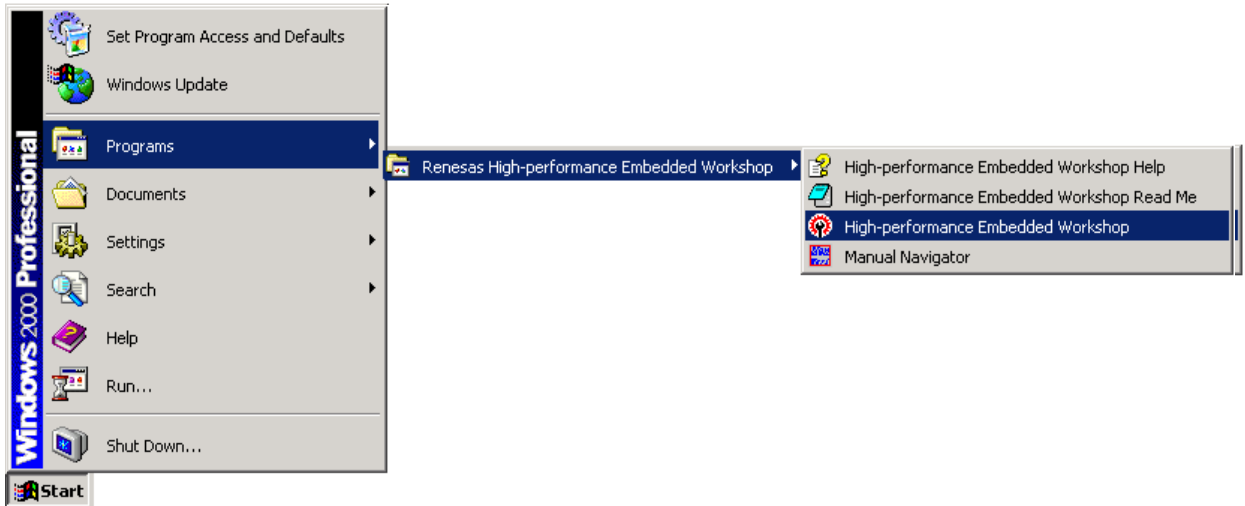 Set Program Access and Defaults
Windows Update
Programs
Documents
Settings
Search
Help
Run...
Shut Down...
Windows 2000 Professional
Start
Renesas High-performance Embedded Workshop
High-performance Embedded Workshop Help
High-performance Embedded Workshop Read Me
High-performance Embedded Workshop
Manual Navigator